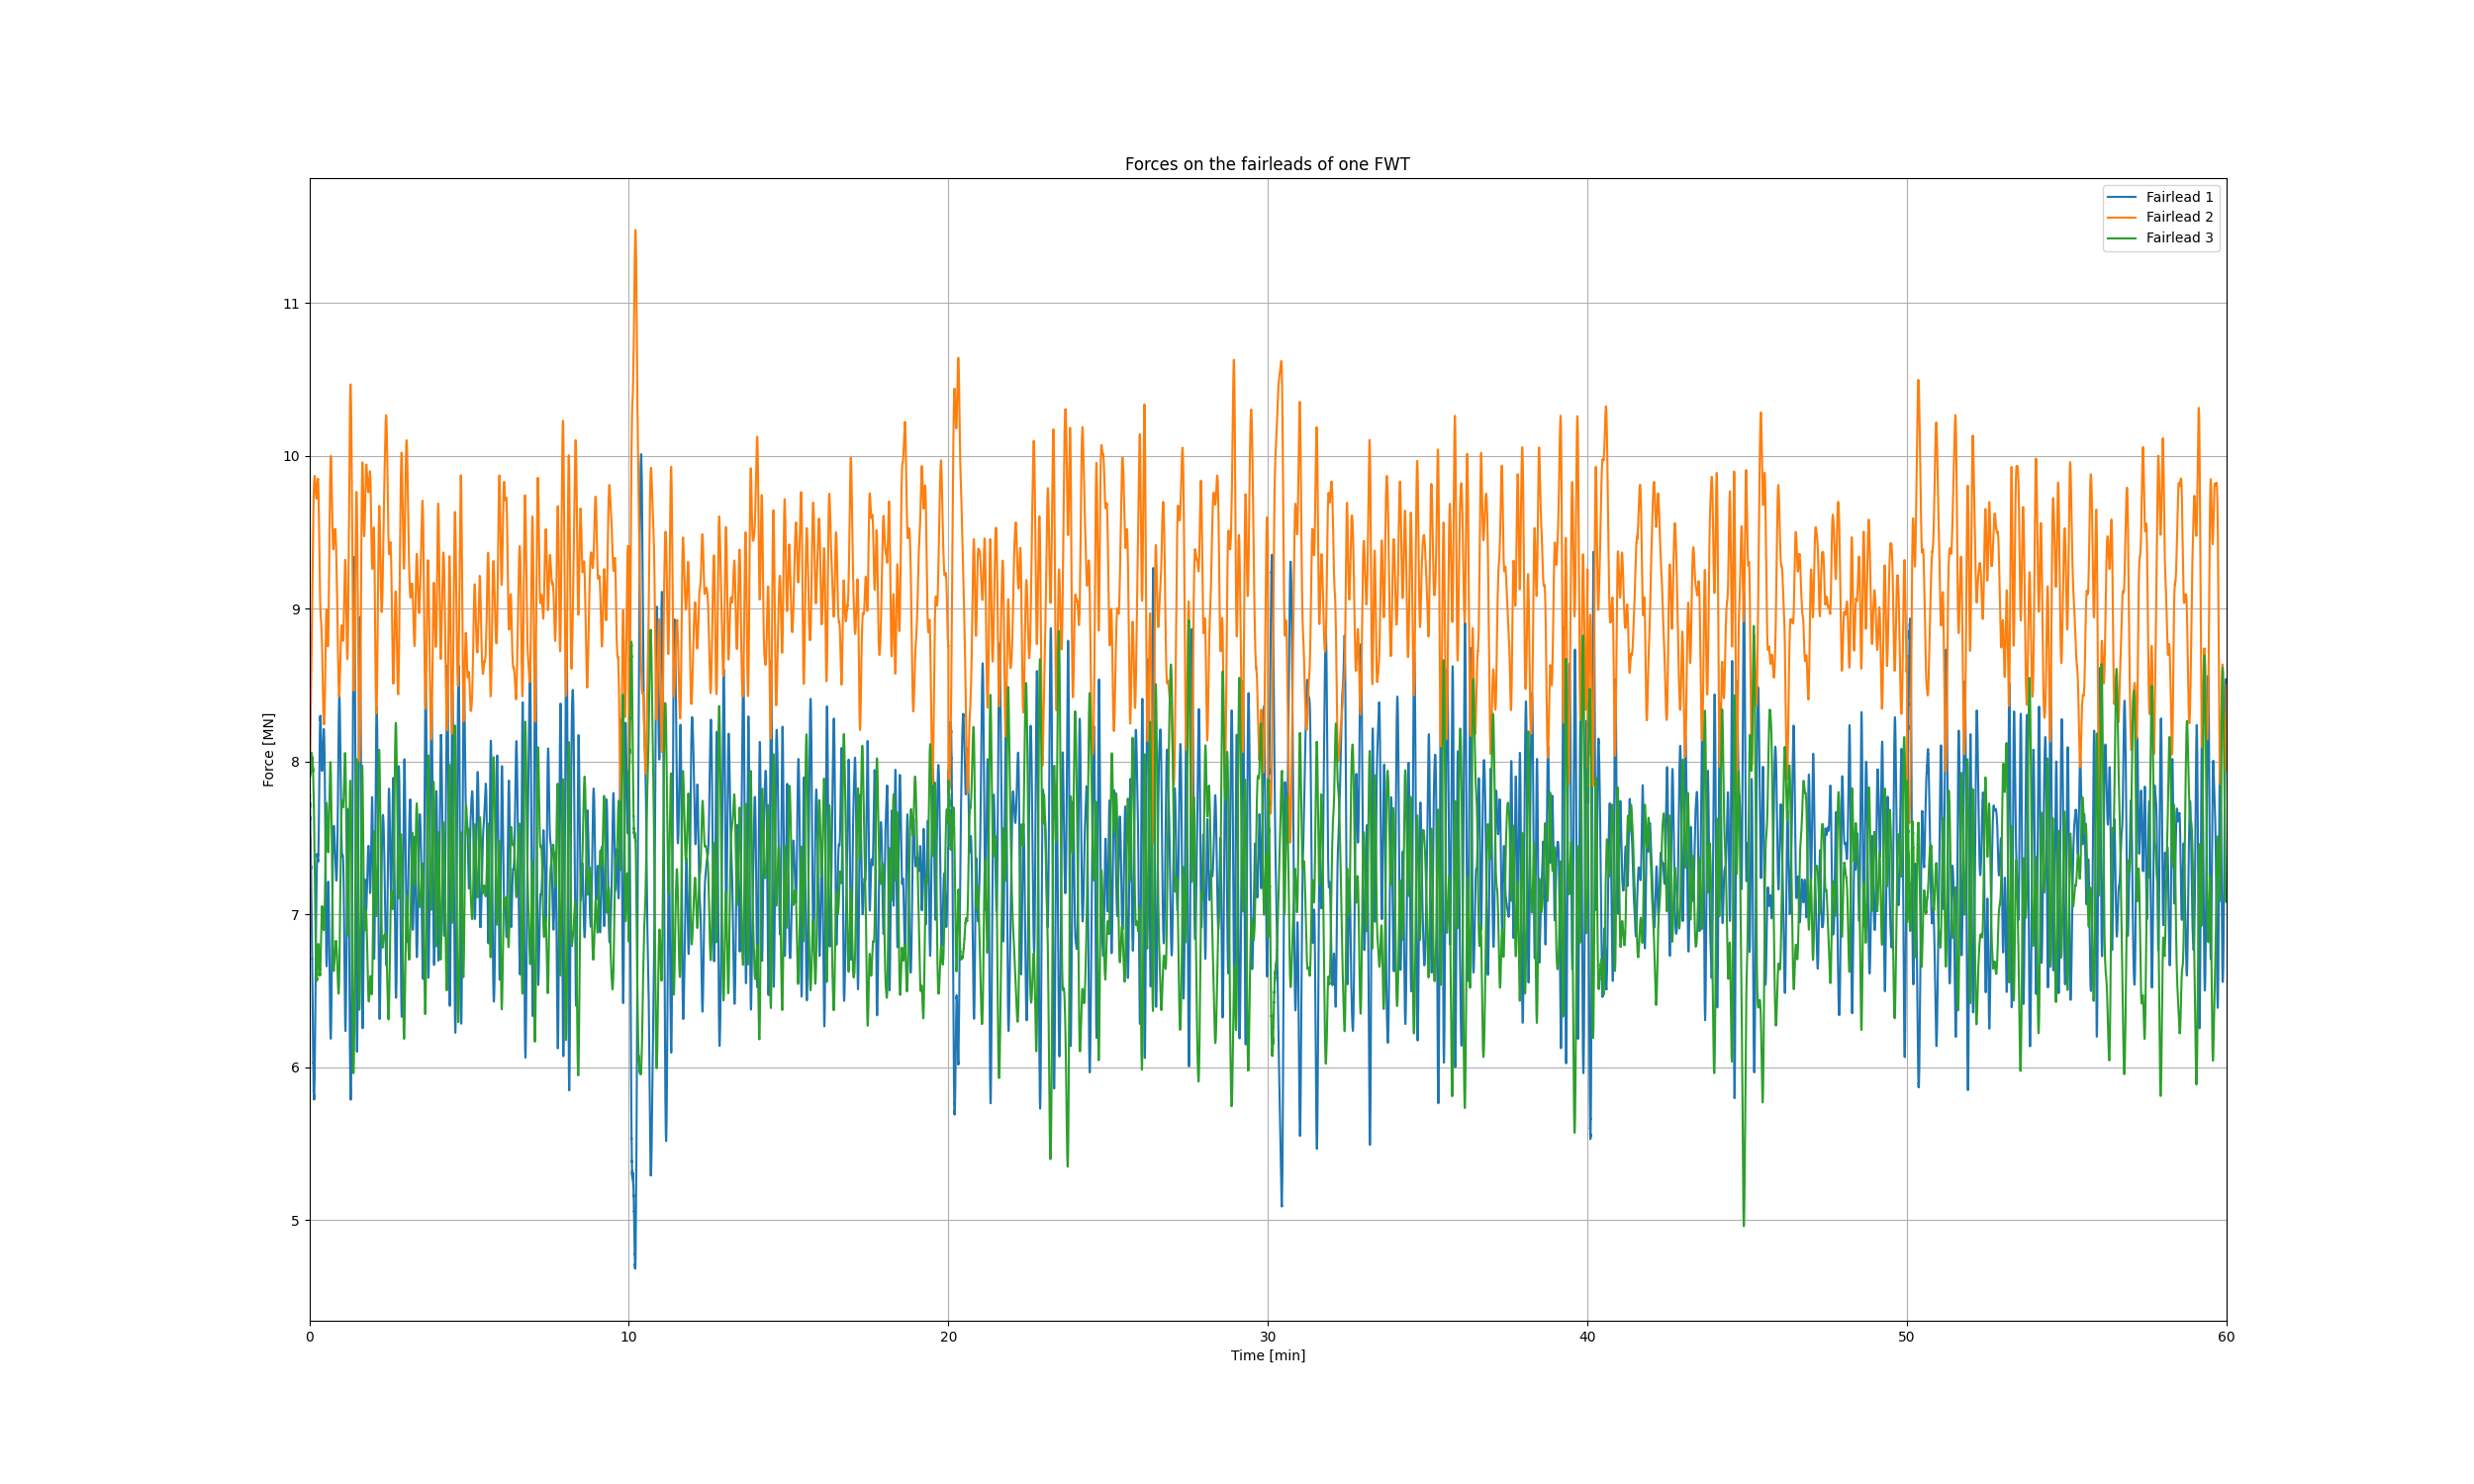 Forces on the fairleads of one FWT
Fairlead 1
Fairlead 2
Fairlead 3
Force [MN]
11
10
9
8
7
6
5
0 10 20 30 40 50 60
Time [min]